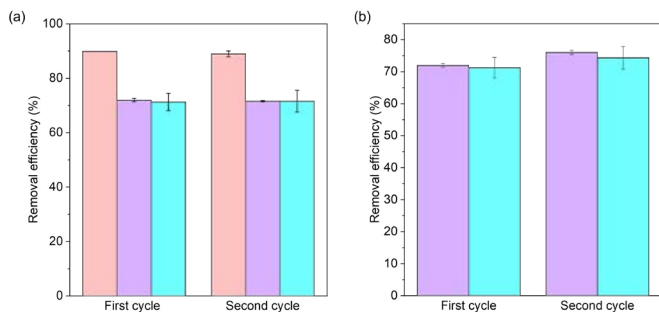 (a)
Removal efficiency (%)
100
80
60
40
20
0
First cycle
Second cycle
(b)
Removal efficiency (%)
80
70
60
50
40
30
20
10
0
First cycle
Second cycle